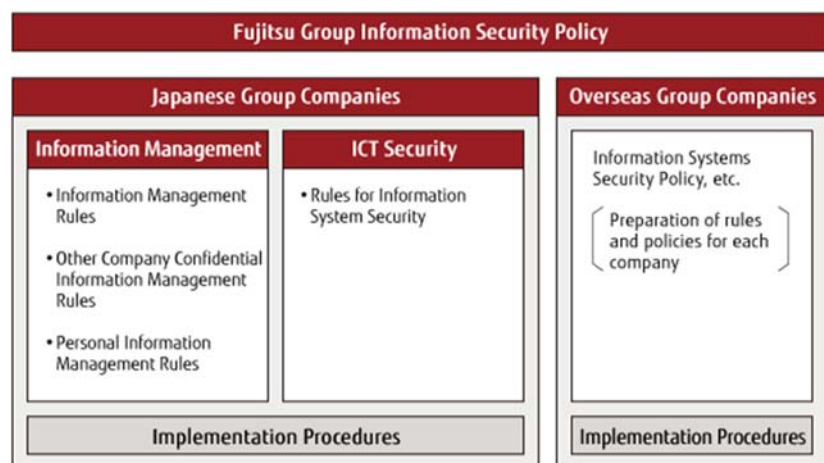 Fujitsu Group Information Security Policy
Japanese Group Companies
Information Management
• Information Management
Rules
• Other Company Confidential
Information Management
Rules
• Personal Information
Management Rules
ICT Security
• Rules for Information
System Security
Implementation Procedures
Overseas Group Companies
Information Systems
Security Policy, etc.
Preparation of rules
and policies for each
company
Implementation Procedures